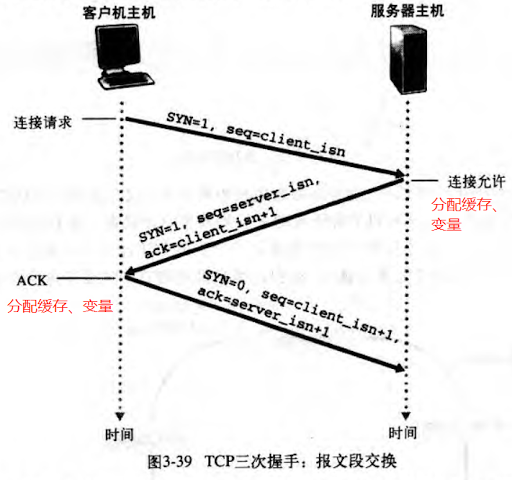 客户机主机
服务器主机
连接请求
SYN=1, seq=client_isn
连接允许
分配缓存、
变量
SYN=1, seq=server_isn,
ack=client_isn+1
ACK
分配缓存、变量
SYN=0, seq=client_isn+1,
ack=server_isn+1
时间
时间
图3-39 TCP三次握手：报文段交换